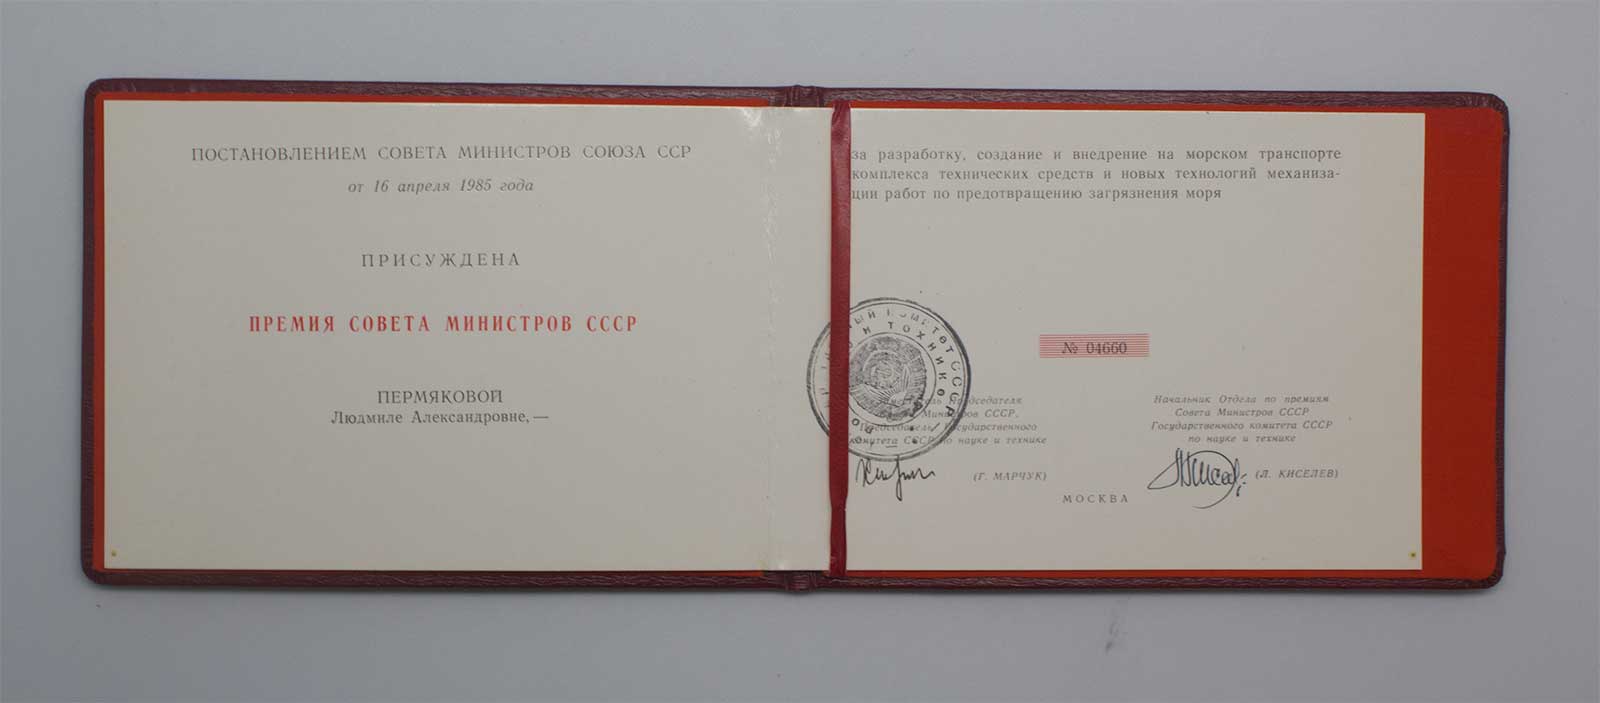 ПОСТАНОВЛЕНИЕМ СОВЕТА МИНИСТРОВ СОЮЗА ССР
от 16 апреля 1985 года
ПРИСУЖДЕНА
ПРЕМИЯ СОВЕТА МИНИСТРОВ СССР
ПЕРМЯКОВОЙ
Людмиле Александровне, —
за разработку, создание и внедрение на морском транспорте
комплекса технических средств и новых технологий механиза-
ции работ по предотвращению загрязнения моря
№ 04660
Председателя
СССР,
Председатель Государственного
комитета СССР по науке и технике
(Г. МАРЧУК)
Начальник Отдела по премиям
Совета Министров СССР
Государственного комитета СССР
по науке и технике
(Л. КИСЕЛЕВ)
МОСКВА